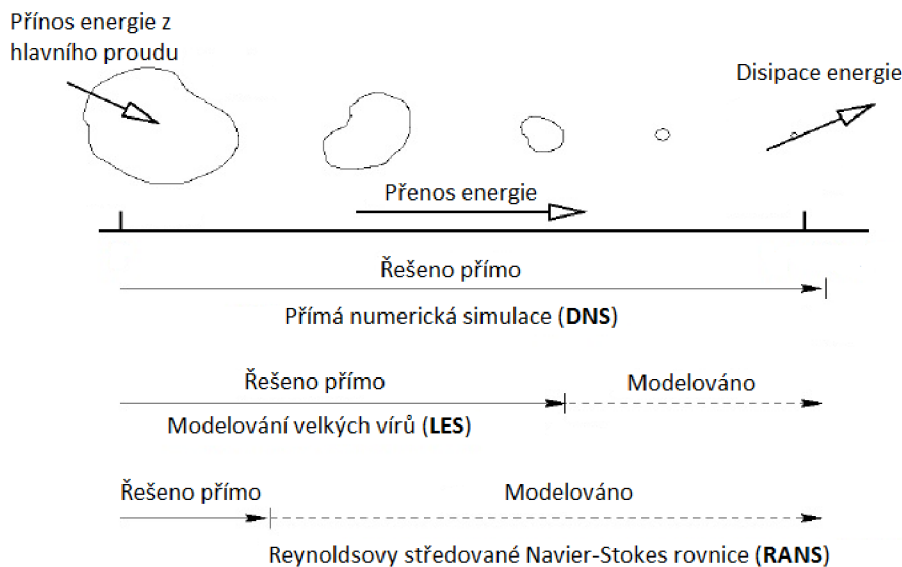 Přínos energie z
hlavního proudu
Disipace energie
Přenos energie
Řešeno přímo
Přímá numerická simulace (DNS)
Řešeno přímo
Modelováno
Modelování velkých vírů (LES)
Řešeno přímo
Modelováno
Reynoldsovy středované Navier-Stokes rovnice (RANS)